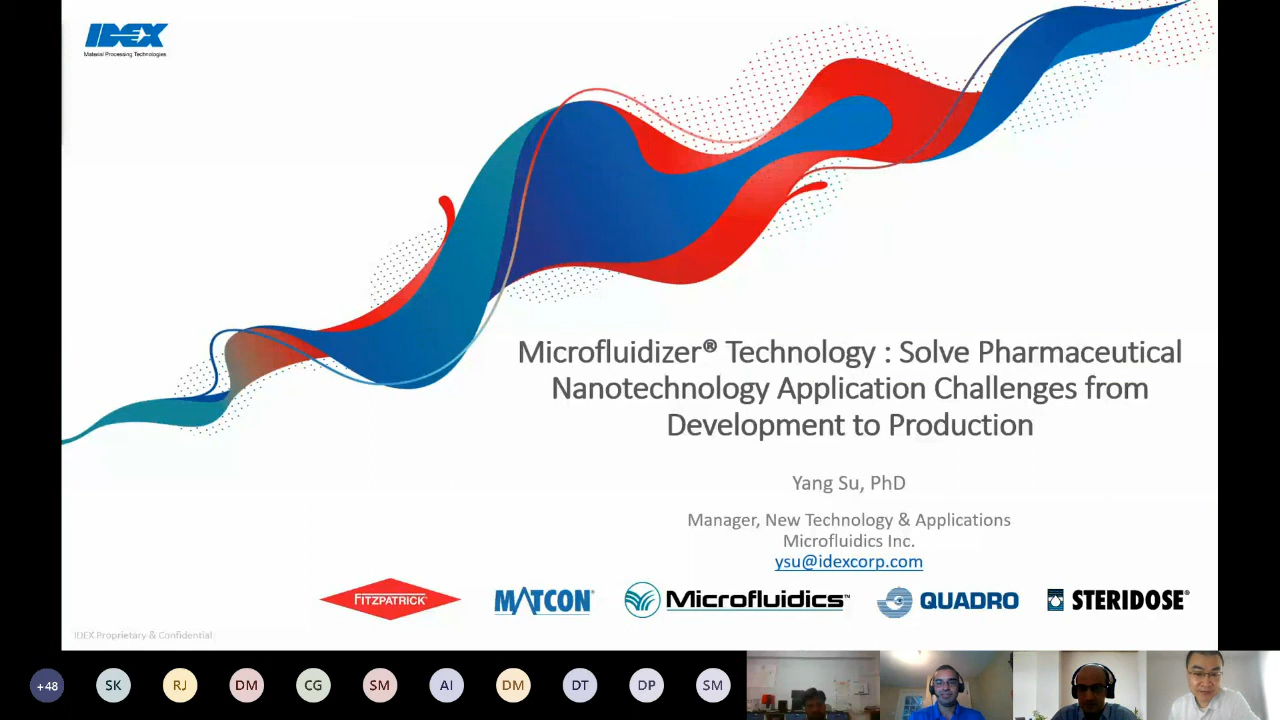 IDEX
Material Processing Technologies
Microfluidizer® Technology : Solve Pharmaceutical
Nanotechnology Application Challenges from
Development to Production
Yang Su, PhD
Manager, New Technology & Applications
Microfluidics Inc.
ysu@idexcorp.com
FITZPATRICK MATCON Microfluidics™ QUADRO STERIDOSE®
IDEX Proprietary & Confidential
+48 SK RJ DM CG SM AI DM DT DP SM